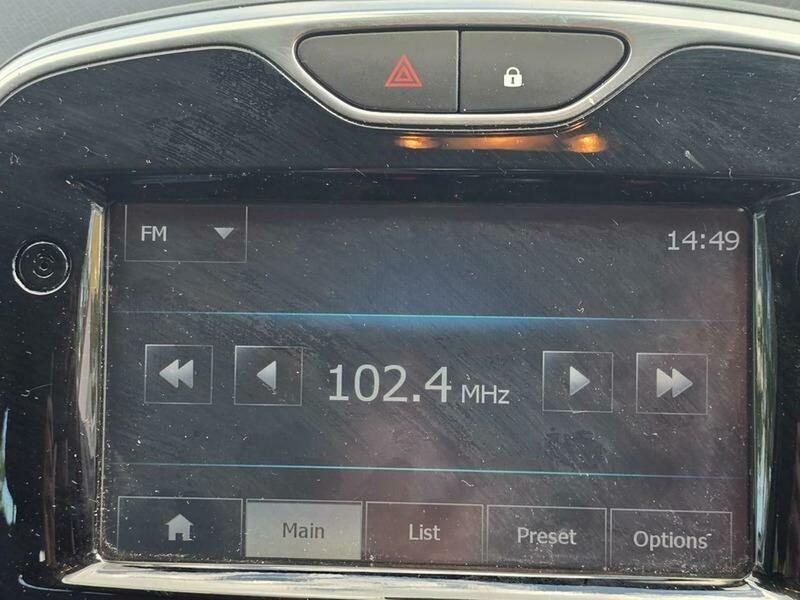 FM
14:49
102.4 MHz
Main
List
Preset
Options